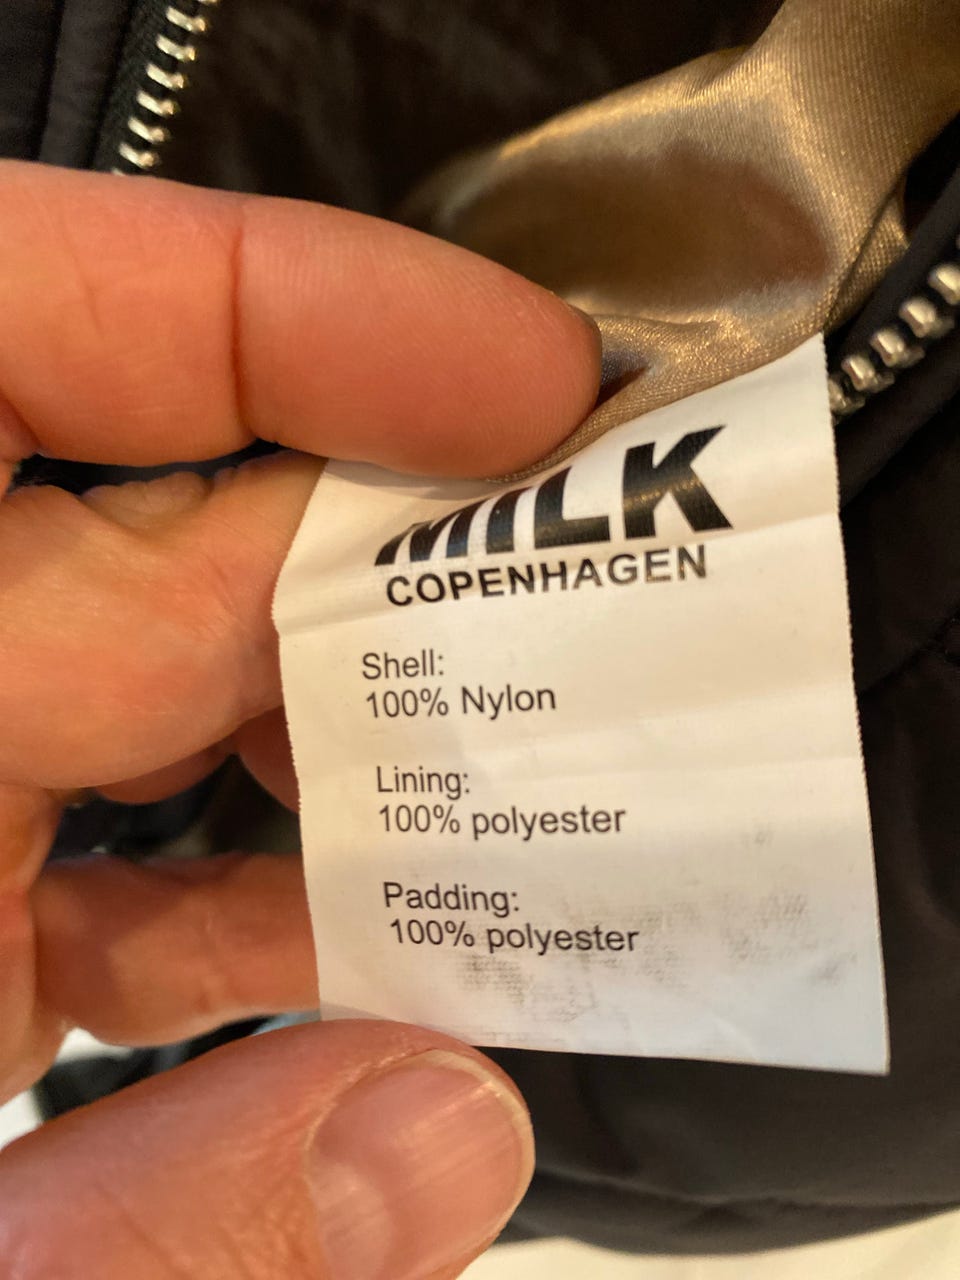 MILK
COPENHAGEN
Shell:
100% Nylon
Lining:
100% polyester
Padding:
100% polyester